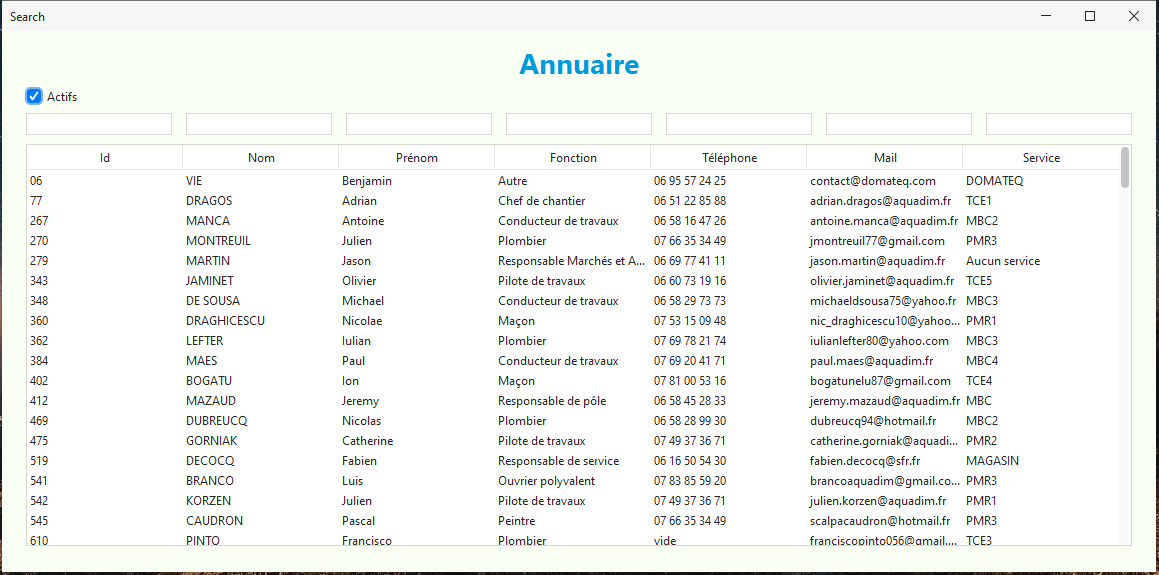 Search
Annuaire
Actifs
Id Nom Prénom Fonction Téléphone Mail Service
06 VIE Benjamin Autre 06 95 57 24 25 contact@domateq.com DOMATEQ
77 DRAGOS Adrian Chef de chantier 06 51 22 85 88 adrian.dragos@aquadim.fr TCE1
267 MANCA Antoine Conducteur de travaux 06 58 16 47 26 antoine.manca@aquadim.fr MBC2
270 MONTREUIL Julien Plombier 07 66 35 34 49 jmontreuil77@gmail.com PMR3
279 MARTIN Jason Responsable Marchés et A... 06 69 77 41 11 jason.martin@aquadim.fr Aucun service
343 JAMINET Olivier Pilote de travaux 06 60 73 19 16 olivier.jaminet@aquadim.fr TCE5
348 DE SOUSA Michael Conducteur de travaux 06 58 29 73 73 michaeldsousa75@yahoo.fr MBC3
360 DRAGHICESCU Nicolae Maçon 07 53 15 09 48 nic_draghicescu10@yahoo... PMR1
362 LEFTER Iulian Plombier 07 69 78 21 74 iulianlefter80@yahoo.com MBC3
384 MAES Paul Conducteur de travaux 07 69 20 41 71 paul.maes@aquadim.fr MBC4
402 BOGATU Ion Maçon 07 81 00 53 16 bogatunelu87@gmail.com TCE4
412 MAZAUD Jeremy Responsable de pôle 06 58 45 28 33 jeremy.mazaud@aquadim.fr MBC
469 DUBREUCQ Nicolas Plombier 06 58 28 99 30 dubreucq94@hotmail.fr MBC2
475 GORNIAK Catherine Pilote de travaux 07 49 37 36 71 catherine.gorniak@aquadi... PMR2
519 DECOCQ Fabien Responsable de service 06 16 50 54 30 fabien.decocq@sfr.fr MAGASIN
541 BRANCO Luis Ouvrier polyvalent 07 83 85 59 20 brancoaquadim@gmail.co... PMR3
542 KORZEN Julien Pilote de travaux 07 49 37 36 71 julien.korzen@aquadim.fr PMR1
545 CAUDRON Pascal Peintre 07 66 35 34 49 scalpacaudron@hotmail.fr PMR3
610 PINTO Francisco Plombier vide franciscopinto056@gmail.... TCE3